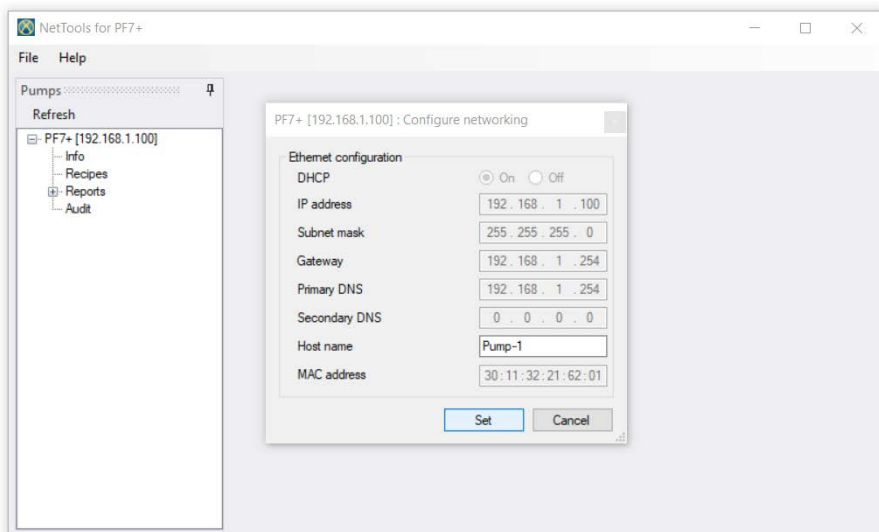 NetTools for PF7+
File Help
Pumps
Refresh
PF7+ [192.168.1.100]
Info
Recipes
Reports
Audit
PF7+ [192.168.1.100] : Configure networking
Ethernet configuration
DHCP On Off
IP address 192 . 168 . 1 . 100
Subnet mask 255 . 255 . 255 . 0
Gateway 192 . 168 . 1 . 254
Primary DNS 192 . 168 . 1 . 254
Secondary DNS 0 . 0 . 0 . 0
Host name Pump-1
MAC address 30:11:32:21:62:01
Set Cancel